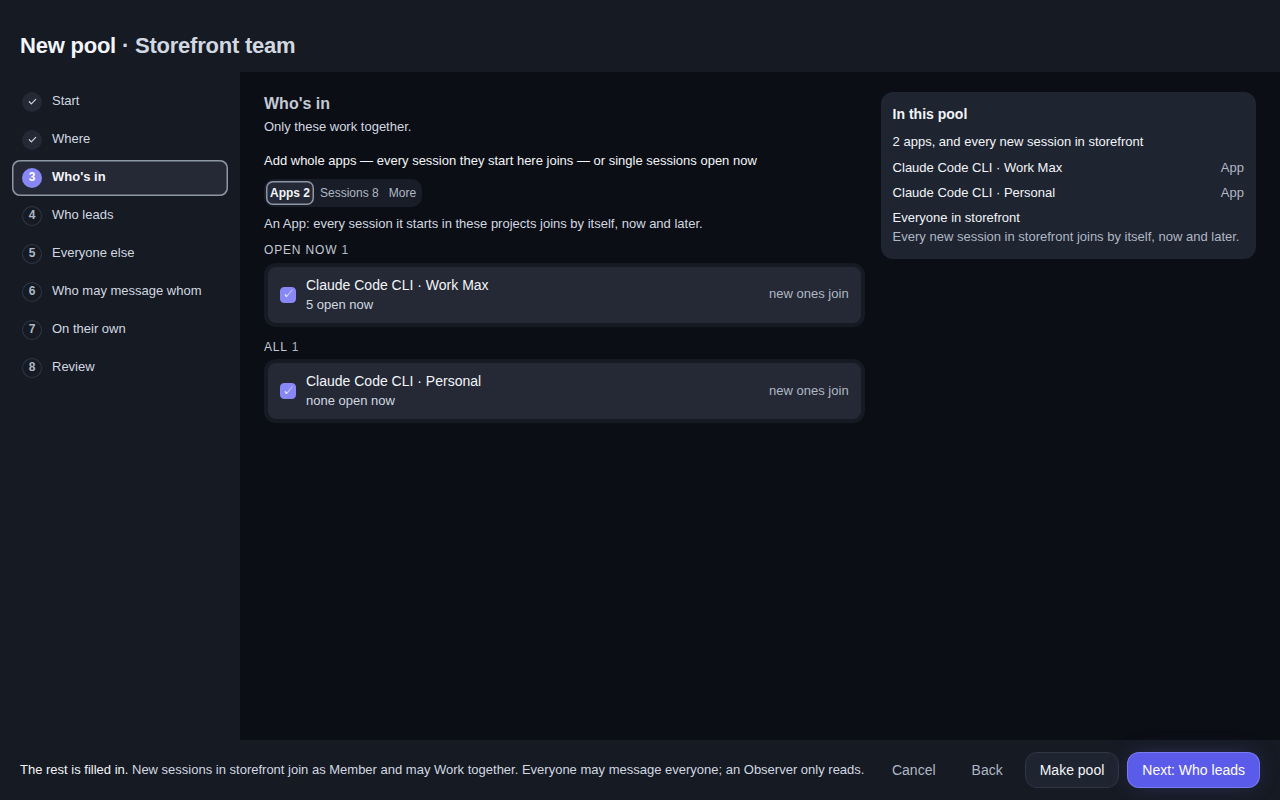 New pool · Storefront team
Start
Where
3 Who's in
4 Who leads
5 Everyone else
6 Who may message whom
7 On their own
8 Review
Who's in
Only these work together.
Add whole apps — every session they start here joins — or single sessions open now
Apps 2 Sessions 8 More
An App: every session it starts in these projects joins by itself, now and later.
OPEN NOW 1
Claude Code CLI · Work Max
5 open now
new ones join
ALL 1
Claude Code CLI · Personal
none open now
new ones join
In this pool
2 apps, and every new session in storefront
Claude Code CLI · Work Max App
Claude Code CLI · Personal App
Everyone in storefront
Every new session in storefront joins by itself, now and later.
The rest is filled in. New sessions in storefront join as Member and may Work together. Everyone may message everyone; an Observer only reads.
Cancel Back Make pool Next: Who leads